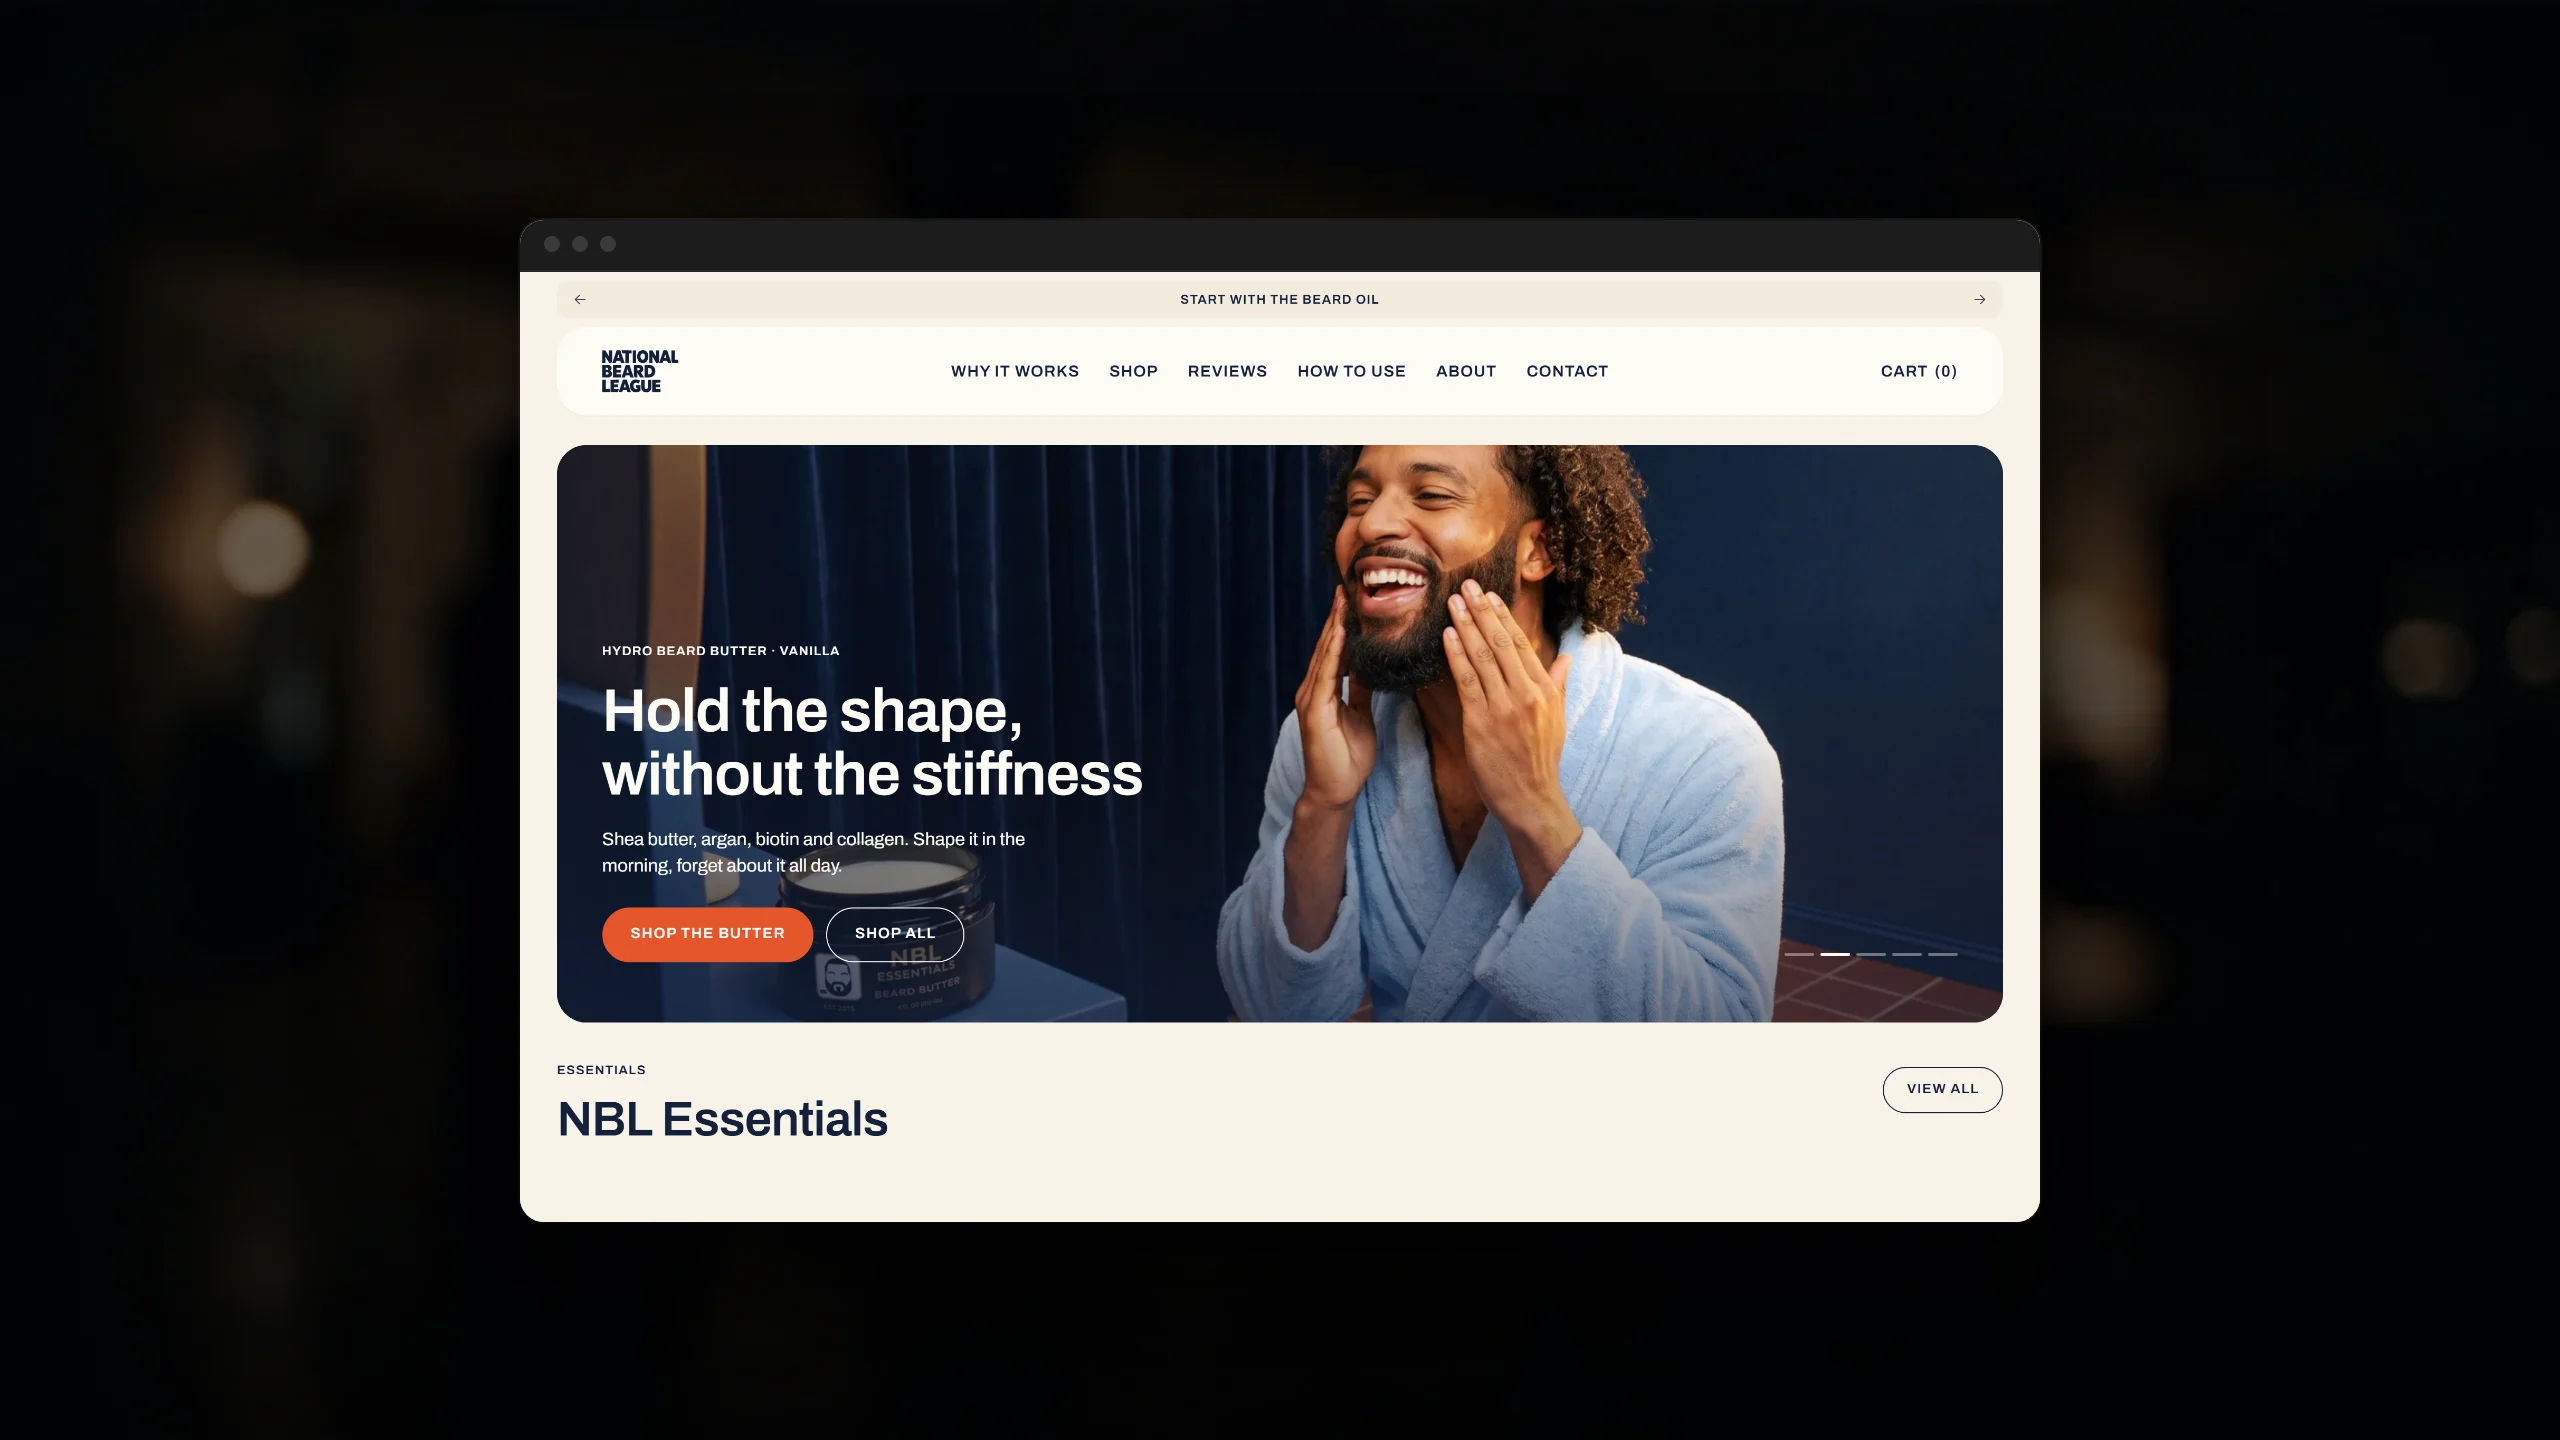 ← START WITH THE BEARD OIL →
NATIONAL
BEARD
LEAGUE
WHY IT WORKS SHOP REVIEWS HOW TO USE ABOUT CONTACT
CART (0)
HYDRO BEARD BUTTER · VANILLA
Hold the shape,
without the stiffness
Shea butter, argan, biotin and collagen. Shape it in the
morning, forget about it all day.
SHOP THE BUTTER SHOP ALL
NBL
ESSENTIALS
BEARD BUTTER
ESSENTIALS
NBL Essentials
VIEW ALL